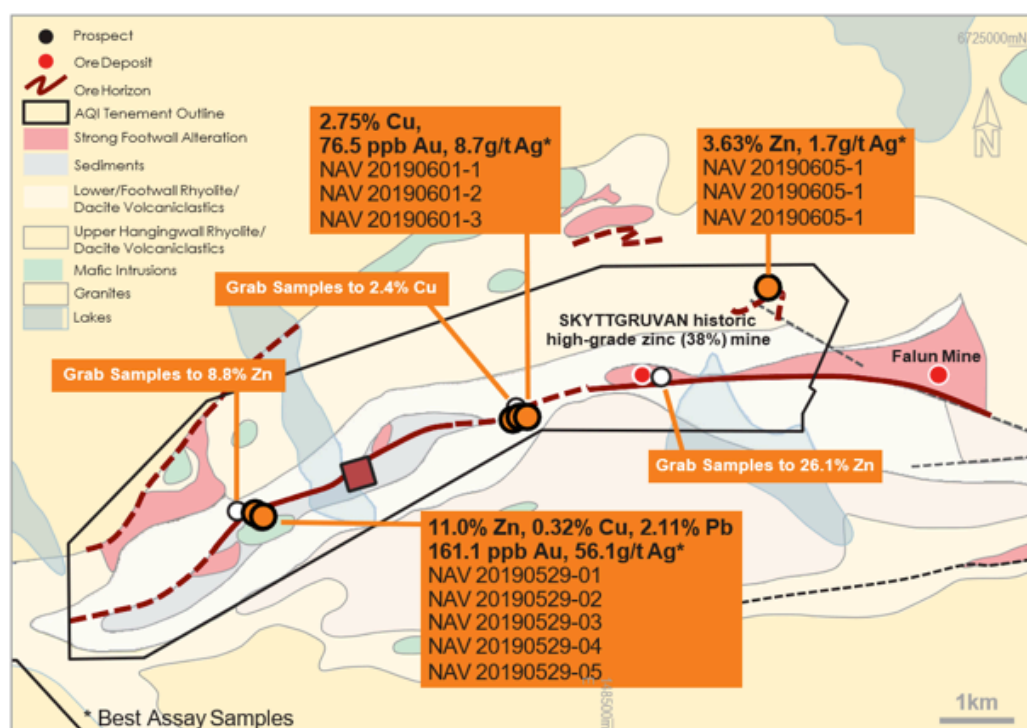 Prospect
Ore Deposit
Ore Horizon
AQI Tenement Outline
Strong Footwall Alteration
Sediments
Lower/Footwall Rhyolite/
Dacite Volcaniclastics
Upper Hangingwall Rhyolite/
Dacite Volcaniclastics
Mafic Intrusions
Granites
Lakes
6725000mN
N
2.75% Cu,
76.5 ppb Au, 8.7g/t Ag*
NAV 20190601-1
NAV 20190601-2
NAV 20190601-3
3.63% Zn, 1.7g/t Ag*
NAV 20190605-1
NAV 20190605-1
NAV 20190605-1
Grab Samples to 2.4% Cu
SKYTTGRUVAN historic
high-grade zinc (38%) mine
Falun Mine
Grab Samples to 8.8% Zn
Grab Samples to 26.1% Zn
11.0% Zn, 0.32% Cu, 2.11% Pb
161.1 ppb Au, 56.1g/t Ag*
NAV 20190529-01
NAV 20190529-02
NAV 20190529-03
NAV 20190529-04
NAV 20190529-05
* Best Assay Samples
1km